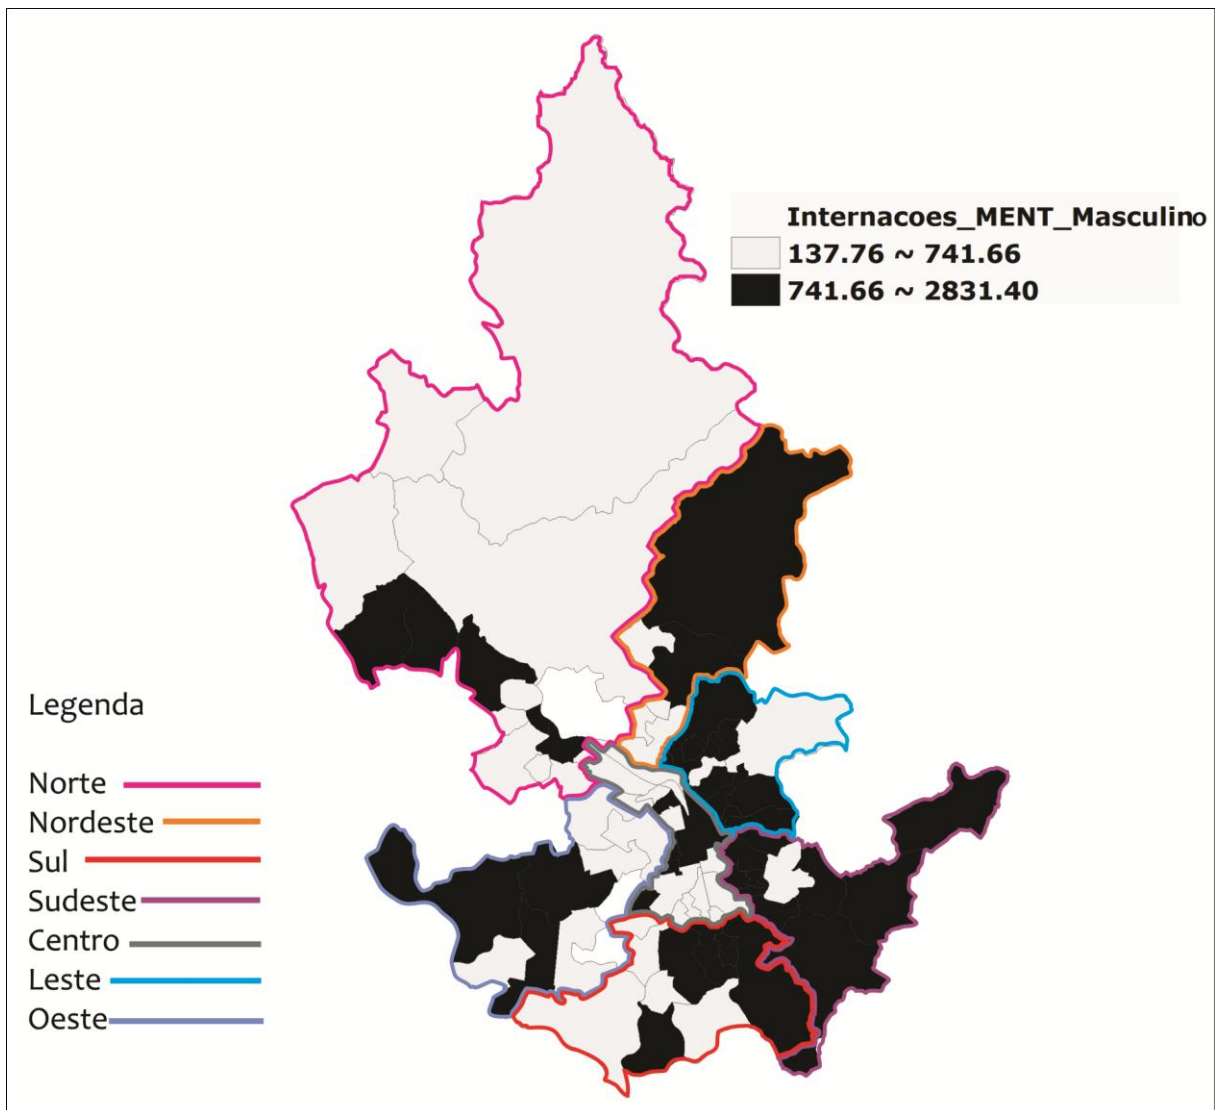 Internacoes_MENT_Masculino
137.76 ~ 741.66
741.66 ~ 2831.40
Legenda
Norte
Nordeste
Sul
Sudeste
Centro
Leste
Oeste